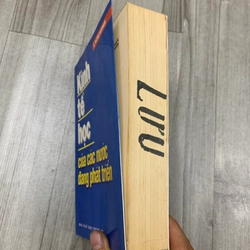 Kinh
tế
học
của các nước
đang phát triển
LƯU